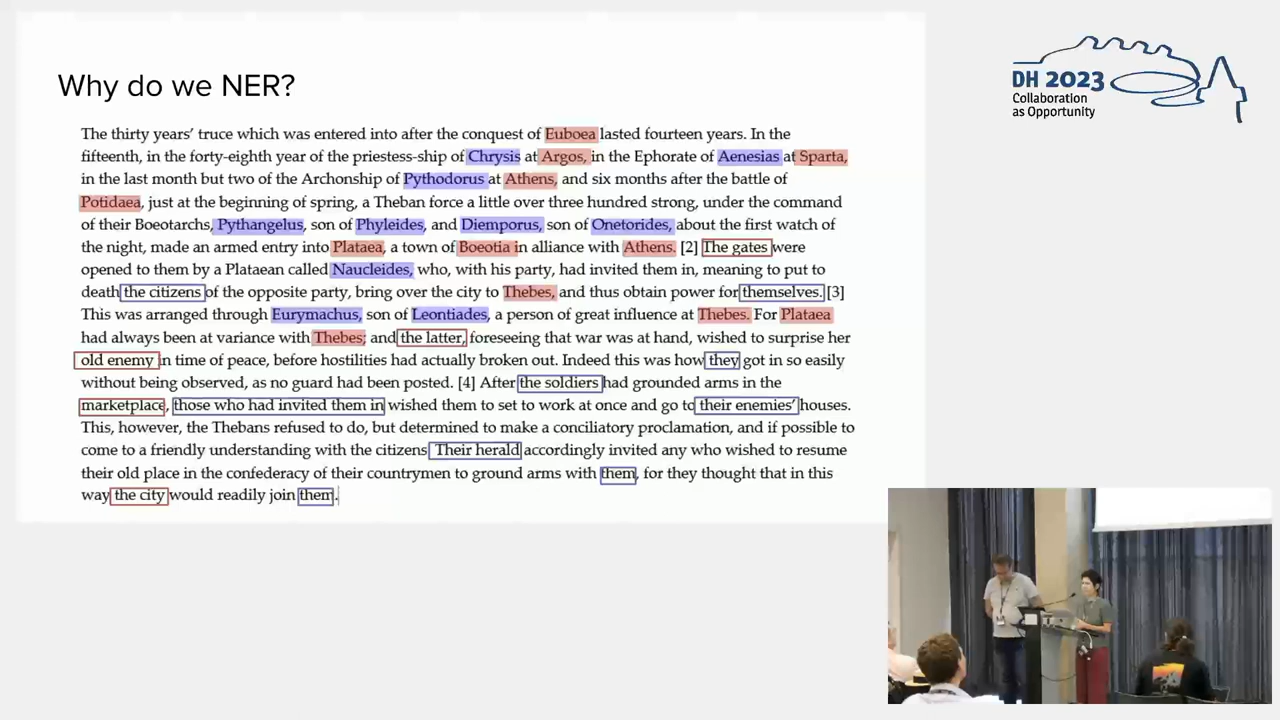 Why do we NER?
The thirty years’ truce which was entered into after the conquest of Euboea lasted fourteen years. In the
fifteenth, in the forty-eighth year of the priestess-ship of Chrysis at Argos, in the Ephorate of Aenesias at Sparta,
in the last month but two of the Archonship of Pythodorus at Athens, and six months after the battle of
Potidaea, just at the beginning of spring, a Theban force a little over three hundred strong, under the command
of their Boeotarchs, Pythangelus, son of Phyleides, and Diemporus, son of Onetorides, about the first watch of
the night, made an armed entry into Plataea, a town of Boeotia in alliance with Athens. [2] The gates were
opened to them by a Plataean called Naucleides, who, with his party, had invited them in, meaning to put to
death the citizens of the opposite party, bring over the city to Thebes, and thus obtain power for themselves. [3]
This was arranged through Eurymachus, son of Leontiades, a person of great influence at Thebes. For Plataea
had always been at variance with Thebes; and the latter, foreseeing that war was at hand, wished to surprise her
old enemy in time of peace, before hostilities had actually broken out. Indeed this was how they got in so easily
without being observed, as no guard had been posted. [4] After the soldiers had grounded arms in the
marketplace, those who had invited them in wished them to set to work at once and go to their enemies’ houses.
This, however, the Thebans refused to do, but determined to make a conciliatory proclamation, and if possible to
come to a friendly understanding with the citizens. Their herald accordingly invited any who wished to resume
their old place in the confederacy of their countrymen to ground arms with them, for they thought that in this
way the city would readily join them.
DH 2023
Collaboration
as Opportunity